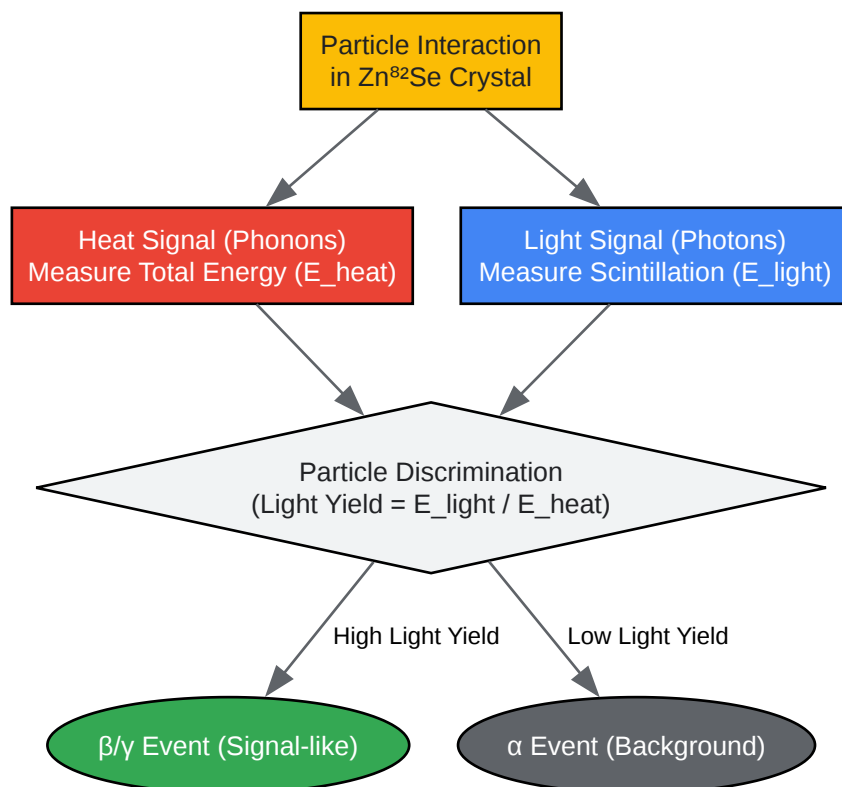 Particle Interaction
in Zn⁸²Se Crystal
Heat Signal (Phonons)
Measure Total Energy (E_heat)
Light Signal (Photons)
Measure Scintillation (E_light)
Particle Discrimination
(Light Yield = E_light / E_heat)
High Light Yield
Low Light Yield
β/γ Event (Signal-like)
α Event (Background)